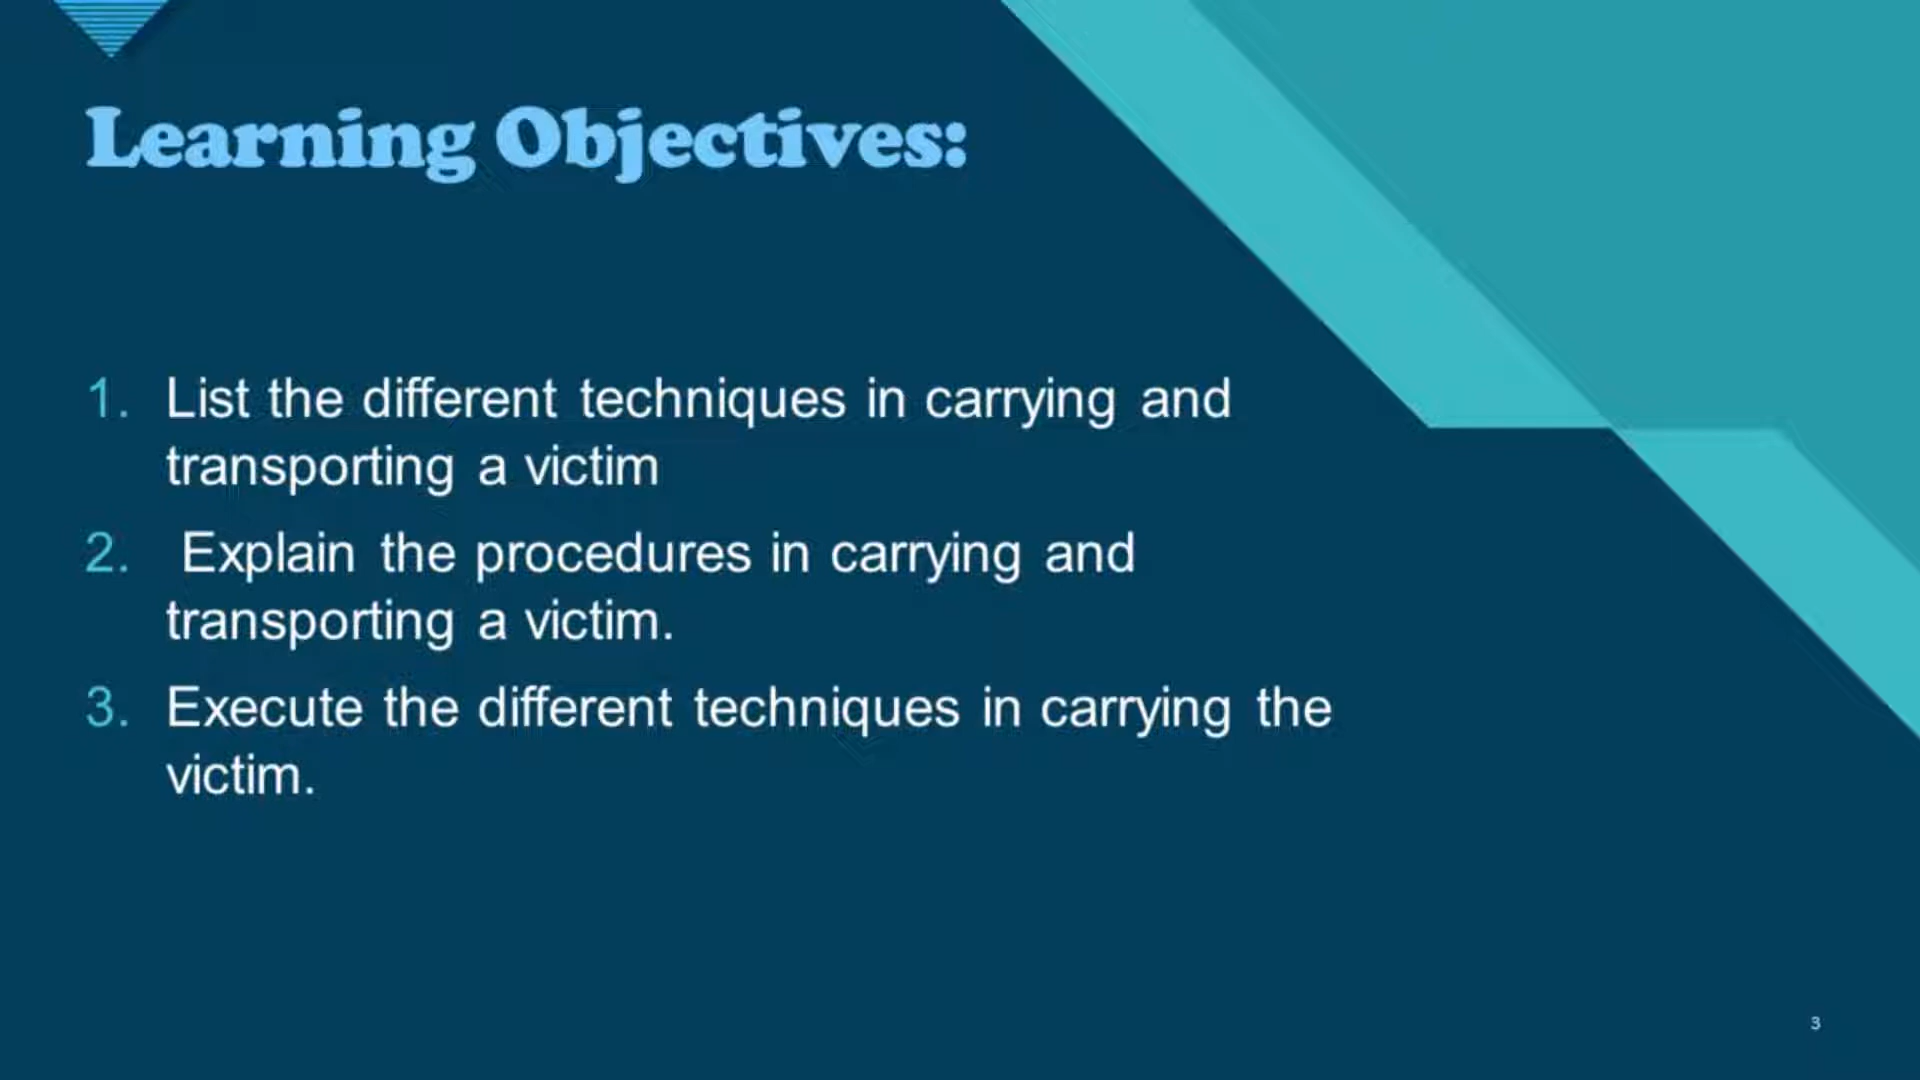 Learning Objectives:
1. List the different techniques in carrying and
transporting a victim
2. Explain the procedures in carrying and
transporting a victim.
3. Execute the different techniques in carrying the
victim.
3